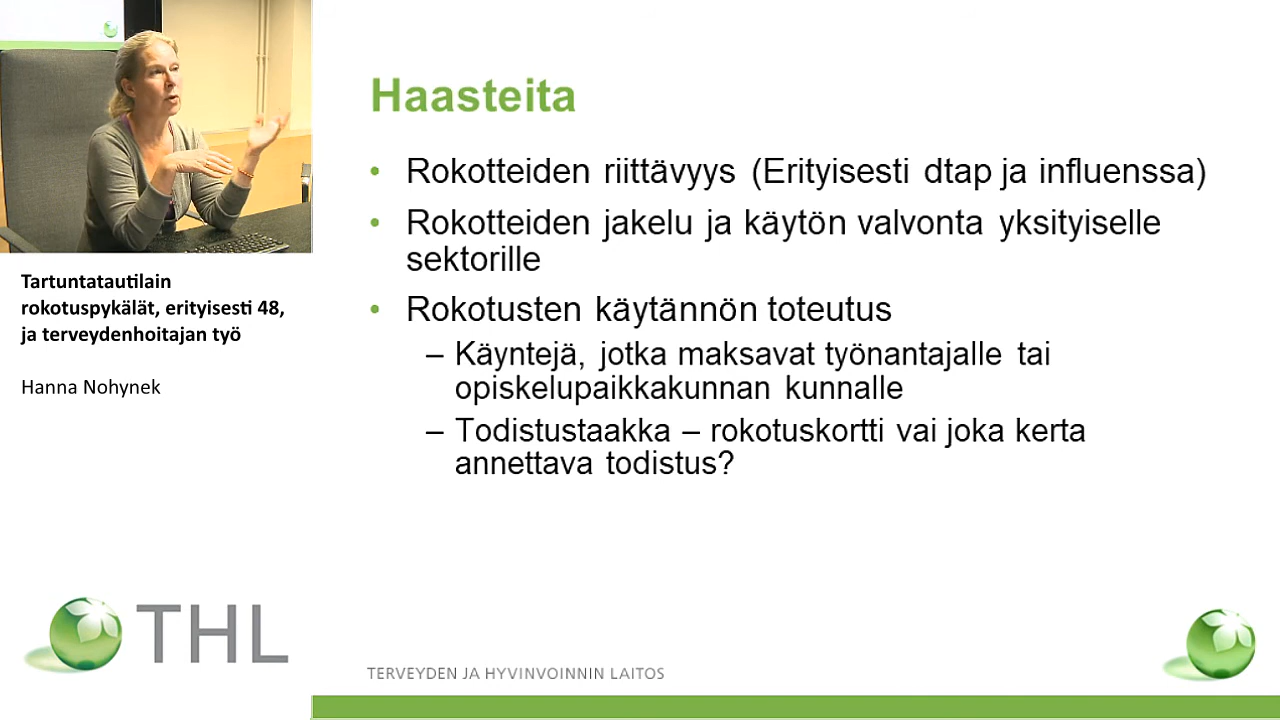 Haasteita
• Rokotteiden riittävyys (Erityisesti dtap ja influenssa)
• Rokotteiden jakelu ja käytön valvonta yksityiselle
sektorille
• Rokotusten käytännön toteutus
– Käyntejä, jotka maksavat työnantajalle tai
opiskelupaikkakunnan kunnalle
– Todistustaakka – rokotuskortti vai joka kerta
annettava todistus?
Tartuntatautilain
rokotuspykälät, erityisesti 48,
ja terveydenhoitajan työ
Hanna Nohynek
THL
TERVEYDEN JA HYVINVOINNIN LAITOS